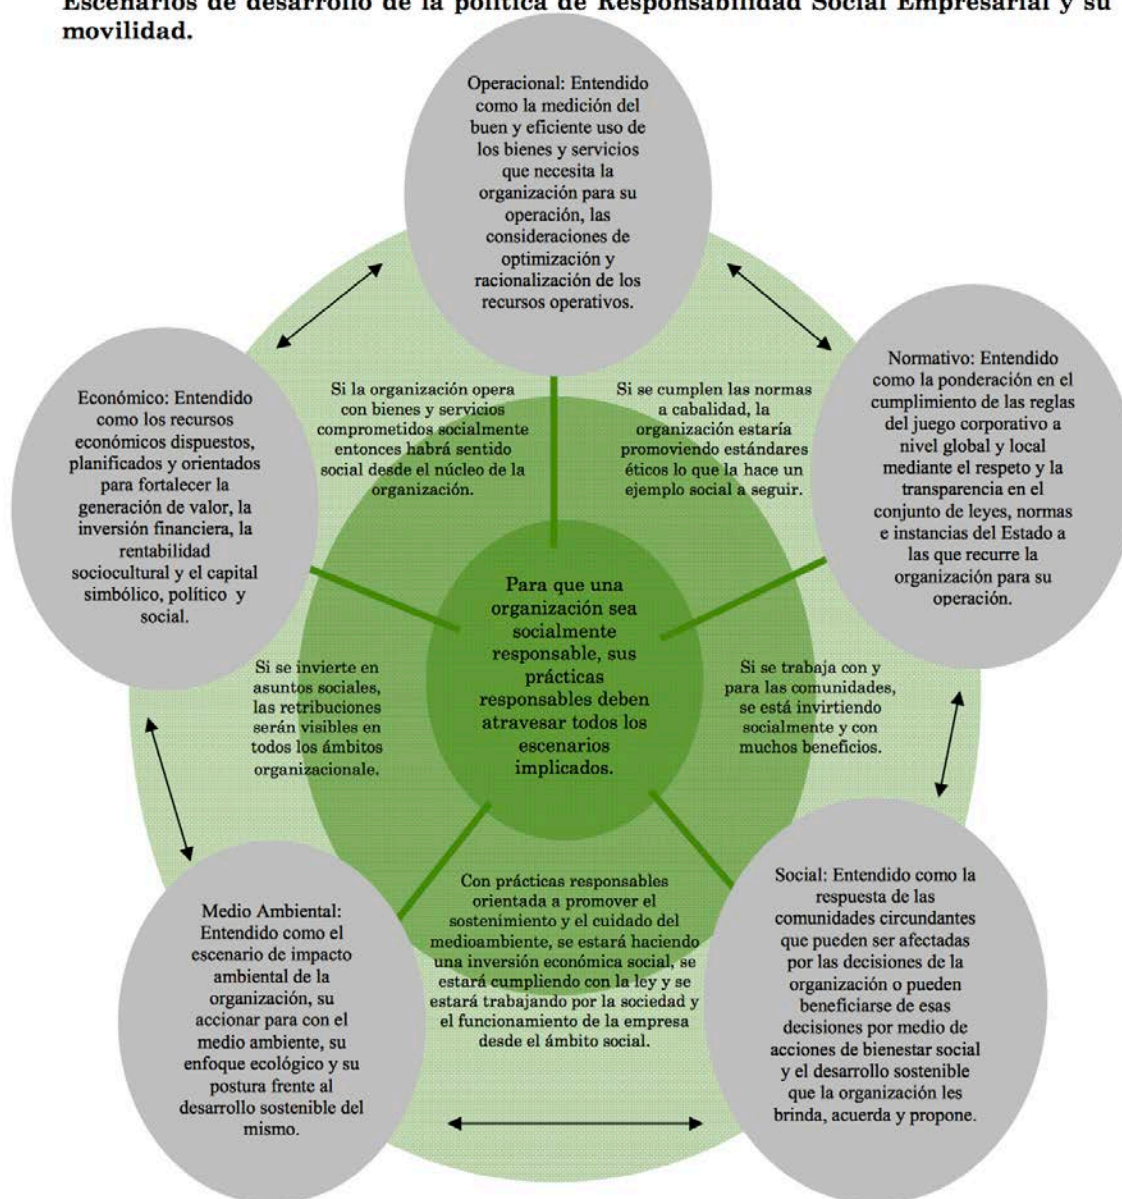 Escenarios de desarrollo de la política de Responsabilidad Social Empresarial y su
movilidad.
Operacional: Entendido
como la medición del
buen y eficiente uso de
los bienes y servicios
que necesita la
organización para su
operación, las
consideraciones de
optimización y
racionalización de los
recursos operativos.
Económico: Entendido
como los recursos
económicos dispuestos,
planificados y orientados
para fortalecer la
generación de valor, la
inversión financiera, la
rentabilidad
sociocultural y el capital
simbólico, político y
social.
Si la organización opera
con bienes y servicios
comprometidos socialmente
entonces habrá sentido
social desde el núcleo de la
organización.
Si se cumplen las normas
a cabalidad, la
organización estaría
promoviendo estándares
éticos lo que la hace un
ejemplo social a seguir.
Normativo: Entendido
como la ponderación en el
cumplimiento de las reglas
del juego corporativo a
nivel global y local
mediante el respeto y la
transparencia en el
conjunto de leyes, normas
e instancias del Estado a
las que recurre la
organización para su
operación.
Para que una
organización sea
socialmente
responsable, sus
prácticas
responsables deben
atravesar todos los
escenarios
implicados.
Si se invierte en
asuntos sociales,
las retribuciones
serán visibles en
todos los ámbitos
organizacionale.
Si se trabaja con y
para las comunidades,
se está invirtiendo
socialmente y con
muchos beneficios.
Medio Ambiental:
Entendido como el
escenario de impacto
ambiental de la
organización, su
accionar para con el
medio ambiente, su
enfoque ecológico y su
postura frente al
desarrollo sostenible del
mismo.
Con prácticas responsables
orientada a promover el
sostenimiento y el cuidado del
medioambiente, se estará haciendo
una inversión económica social, se
estará cumpliendo con la ley y se
estará trabajando por la sociedad y
el funcionamiento de la empresa
desde el ámbito social.
Social: Entendido como la
respuesta de las
comunidades circundantes
que pueden ser afectadas
por las decisiones de la
organización o pueden
beneficiarse de esas
decisiones por medio de
acciones de bienestar social
y el desarrollo sostenible
que la organización les
brinda, acuerda y propone.